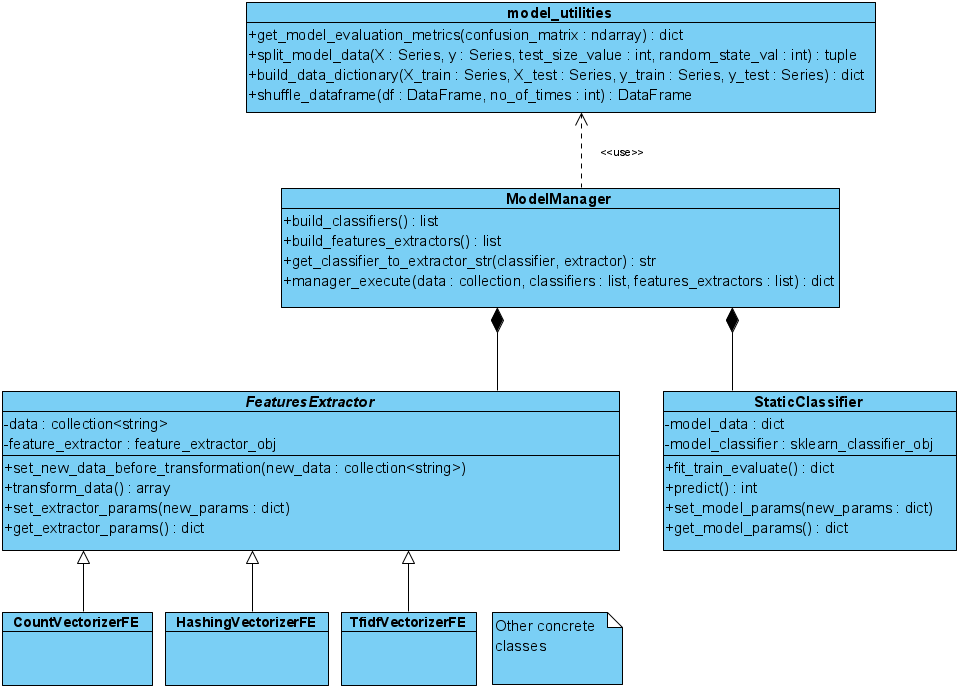 model_utilities
+get_model_evaluation_metrics(confusion_matrix : ndarray) : dict
+split_model_data(X : Series, y : Series, test_size_value : int, random_state_val : int) : tuple
+build_data_dictionary(X_train : Series, X_test : Series, y_train : Series, y_test : Series) : dict
+shuffle_dataframe(df : DataFrame, no_of_times : int) : DataFrame
<<use>>
ModelManager
+build_classifiers() : list
+build_features_extractors() : list
+get_classifier_to_extractor_str(classifier, extractor) : str
+manager_execute(data : collection, classifiers : list, features_extractors : list) : dict
FeaturesExtractor
-data : collection<string>
-feature_extractor : feature_extractor_obj
+set_new_data_before_transformation(new_data : collection<string>)
+transform_data() : array
+set_extractor_params(new_params : dict)
+get_extractor_params() : dict
StaticClassifier
-model_data : dict
-model_classifier : sklearn_classifier_obj
+fit_train_evaluate() : dict
+predict() : int
+set_model_params(new_params : dict)
+get_model_params() : dict
CountVectorizerFE
HashingVectorizerFE
TfidfVectorizerFE
Other concrete
classes